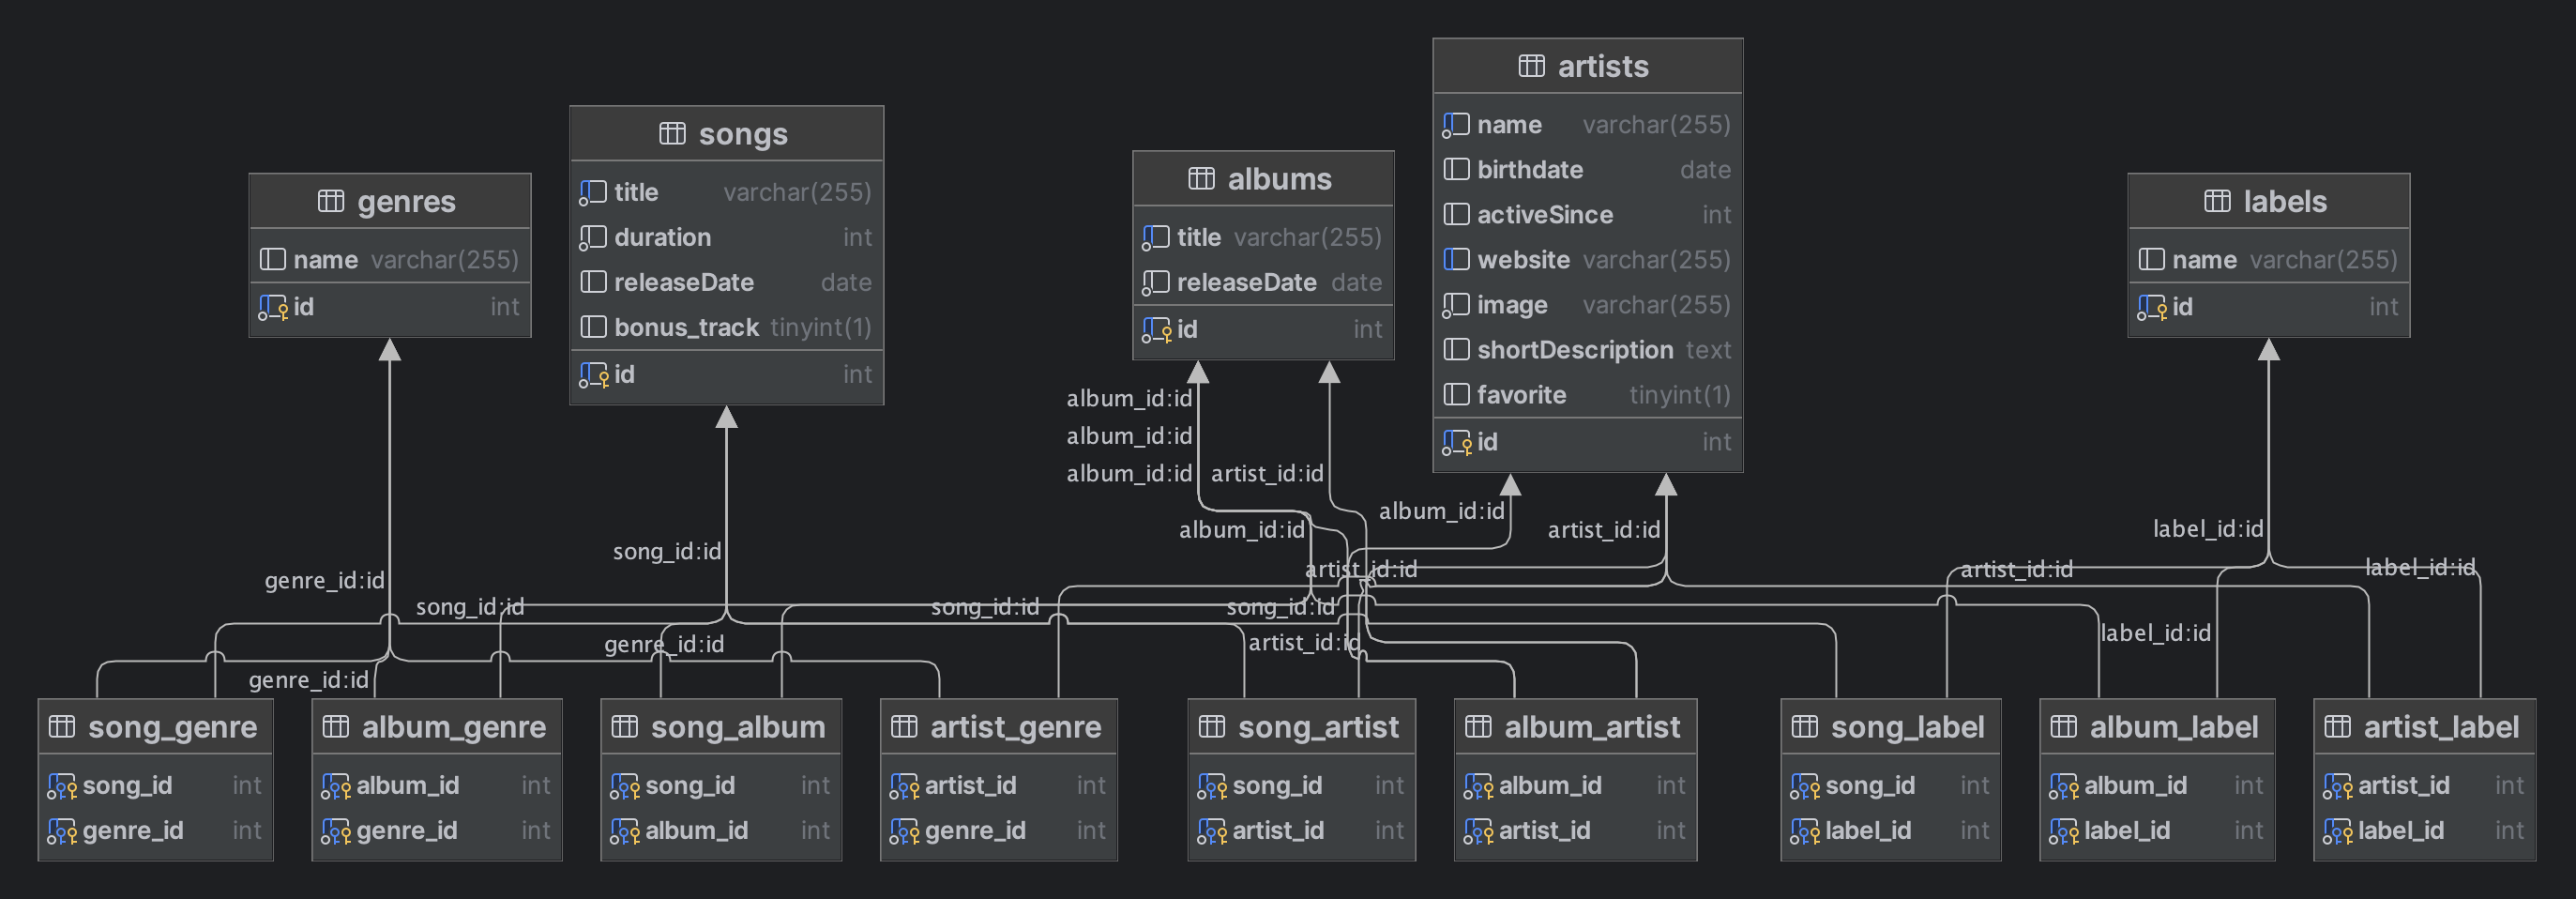 artists
name varchar(255)
birthdate date
activeSince int
website varchar(255)
image varchar(255)
shortDescription text
favorite tinyint(1)
id int
songs
title varchar(255)
duration int
releaseDate date
bonus_track tinyint(1)
id int
albums
title varchar(255)
releaseDate date
id int
genres
name varchar(255)
id int
labels
name varchar(255)
id int
album_id:id
album_id:id
album_id:id
artist_id:id
album_id:id
album_id:id
artist_id:id
label_id:id
song_id:id
genre_id:id
artist_id:id
artist_id:id
label_id:id
song_id:id
song_id:id
song_id:id
genre_id:id
artist_id:id
label_id:id
genre_id:id
song_genre
song_id int
genre_id int
album_genre
album_id int
genre_id int
song_album
song_id int
album_id int
artist_genre
artist_id int
genre_id int
song_artist
song_id int
artist_id int
album_artist
album_id int
artist_id int
song_label
song_id int
label_id int
album_label
album_id int
label_id int
artist_label
artist_id int
label_id int